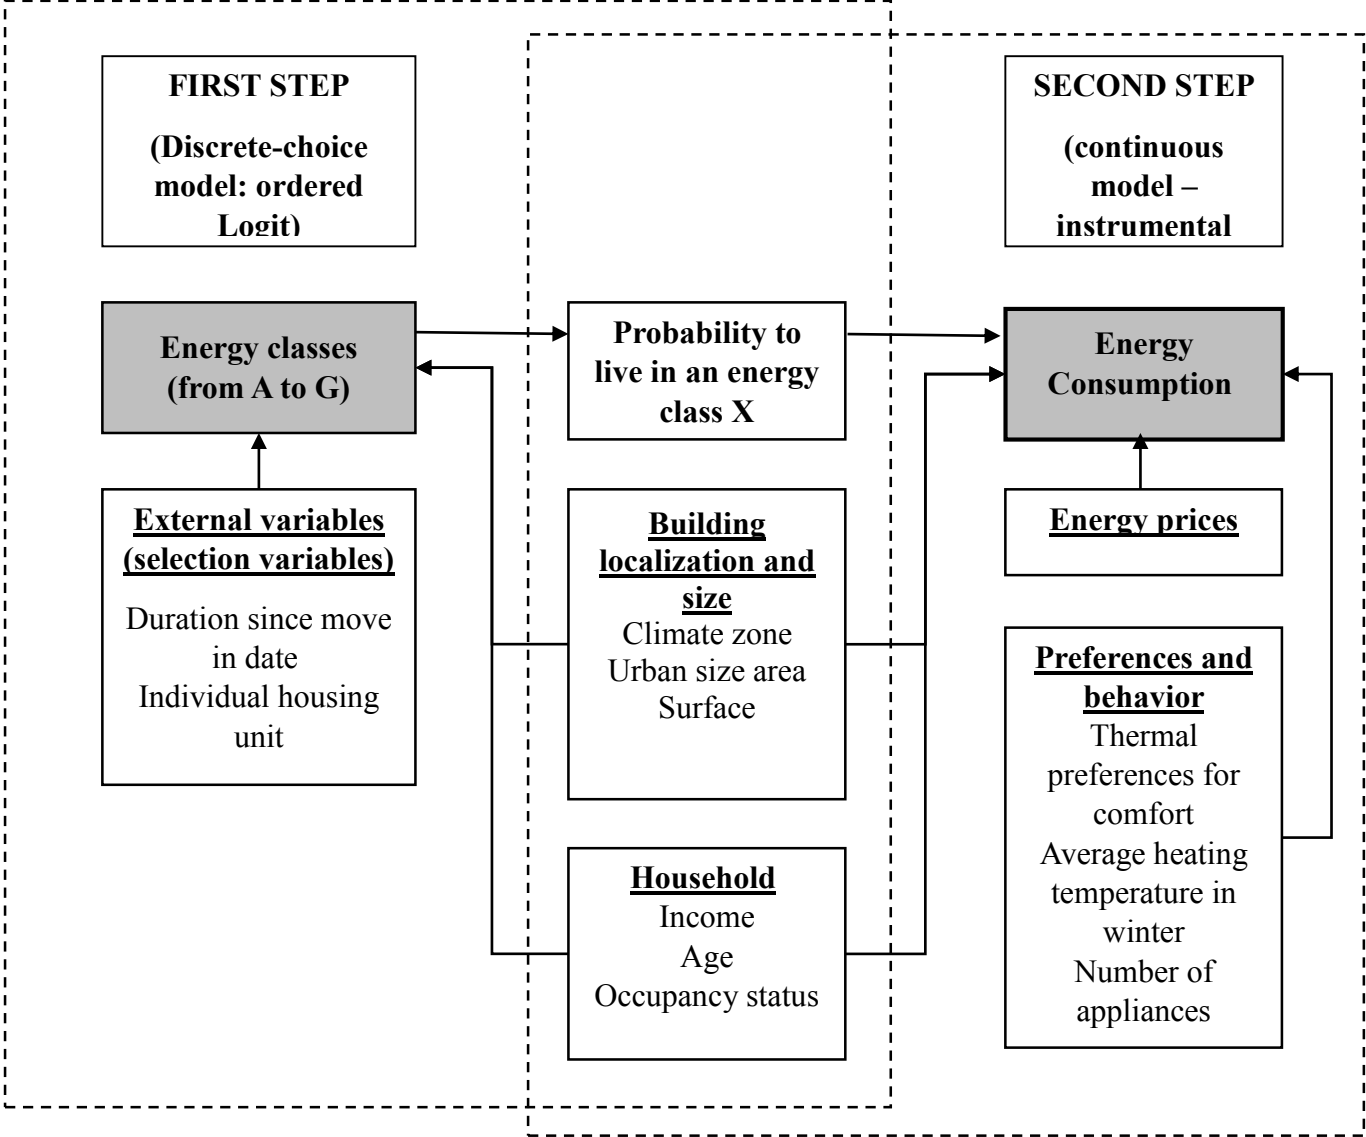 FIRST STEP
(Discrete-choice
model: ordered
Logit)
SECOND STEP
(continuous
model –
instrumental
Energy classes
(from A to G)
Probability to
live in an energy
class X
Energy
Consumption
External variables
(selection variables)
Duration since move
in date
Individual housing
unit
Building
localization and
size
Climate zone
Urban size area
Surface
Energy prices
Household
Income
Age
Occupancy status
Preferences and
behavior
Thermal
preferences for
comfort
Average heating
temperature in
winter
Number of
appliances